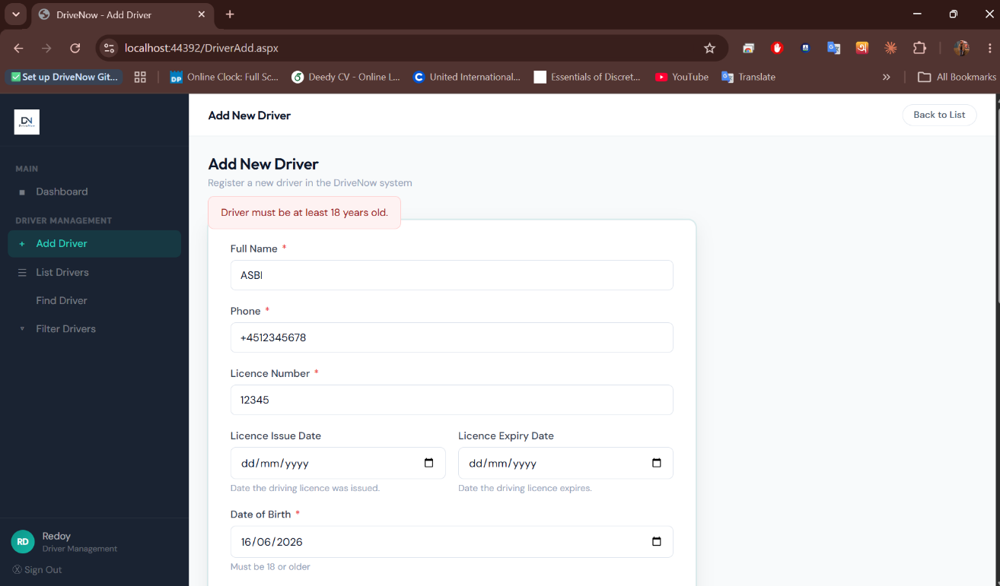 DriveNow - Add Driver
localhost:44392/DriverAdd.aspx
Set up DriveNow Git...
Online Clock: Full Sc...
Deedy CV - Online L...
United International...
Essentials of Discret...
YouTube
Translate
All Bookmarks
DN
DriveNow
Add New Driver
Back to List
MAIN
Dashboard
DRIVER MANAGEMENT
+ Add Driver
List Drivers
Find Driver
Filter Drivers
Redoy
RD
Driver Management
Sign Out
Add New Driver
Register a new driver in the DriveNow system
Driver must be at least 18 years old.
Full Name *
ASBI
Phone *
+4512345678
Licence Number *
12345
Licence Issue Date
Licence Expiry Date
dd/mm/yyyy
dd/mm/yyyy
Date the driving licence was issued.
Date the driving licence expires.
Date of Birth *
16/06/2026
Must be 18 or older